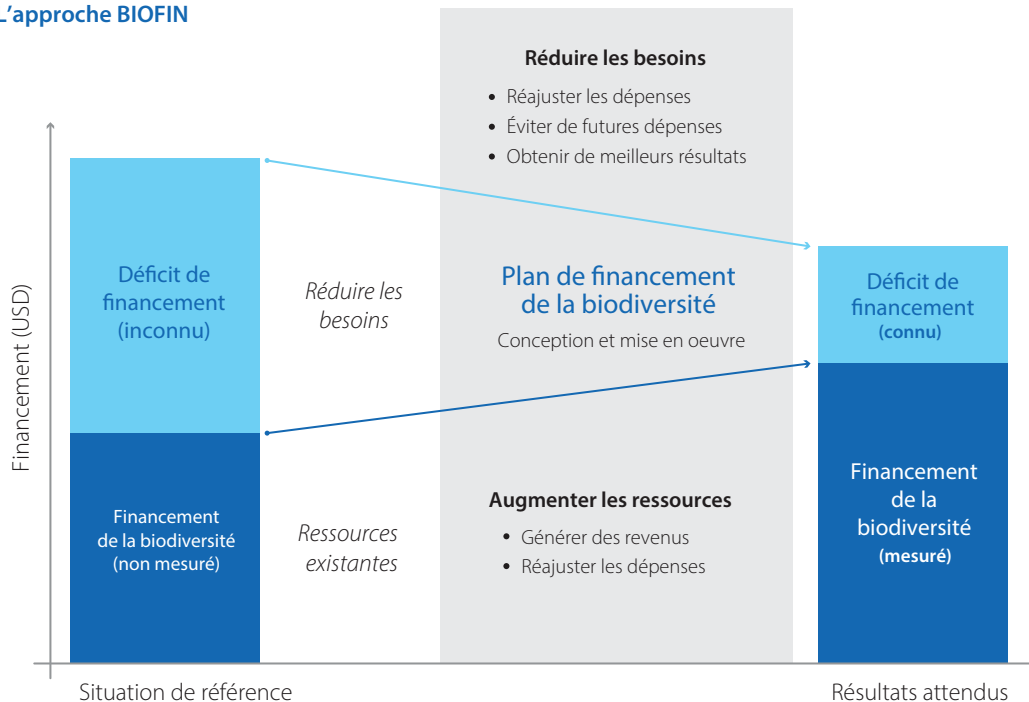 L'approche BIOFIN
Réduire les besoins
• Réajuster les dépenses
• Éviter de futures dépenses
• Obtenir de meilleurs résultats
Financement (USD)
Déficit de
financement
(inconnu)
Réduire les
besoins
Plan de financement
de la biodiversité
Conception et mise en oeuvre
Déficit de
financement
(connu)
Financement
de la biodiversité
(non mesuré)
Ressources
existantes
Augmenter les ressources
• Générer des revenus
• Réajuster les dépenses
Financement
de la
biodiversité
(mesuré)
Situation de référence
Résultats attendus